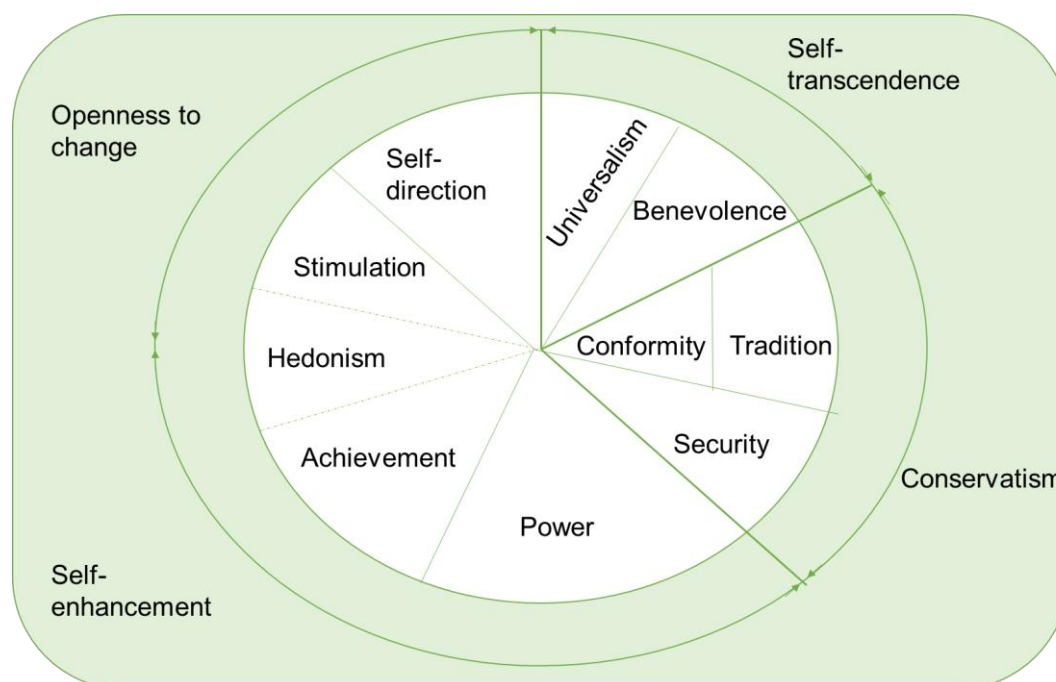 Self-
transcendence
Openness to
change
Self-
direction
Universalism
Benevolence
Stimulation
Hedonism
Conformity
Tradition
Achievement
Security
Conservatism
Power
Self-
enhancement